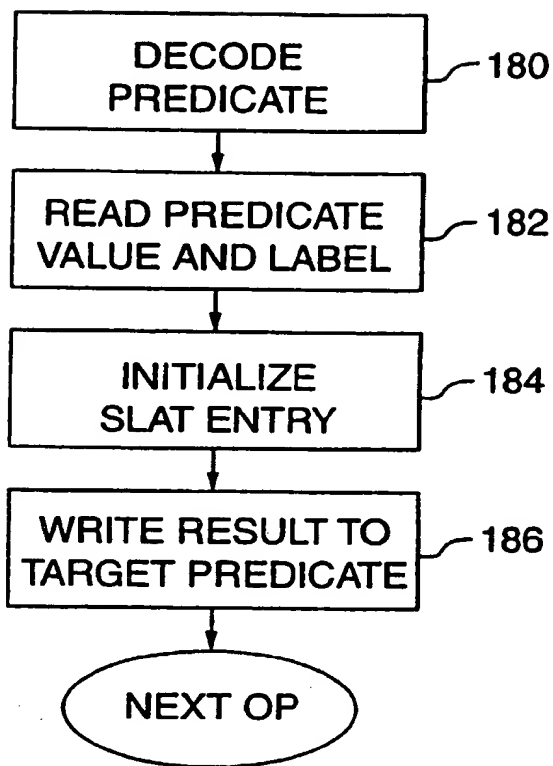 DECODE
PREDICATE
180
READ PREDICATE
VALUE AND LABEL
182
INITIALIZE
SLAT ENTRY
184
WRITE RESULT TO
TARGET PREDICATE
186
NEXT OP